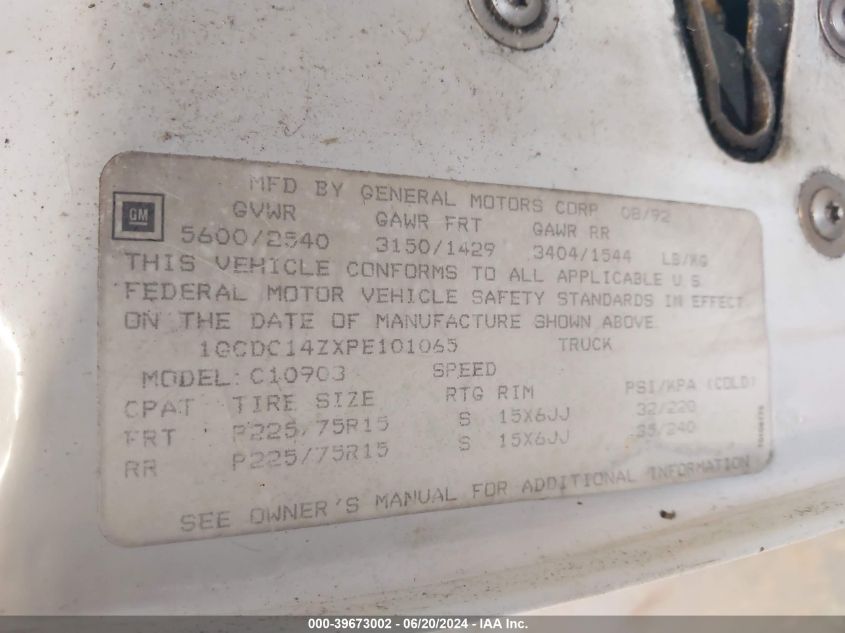 MFD BY GENERAL MOTORS CORP 08/92
GM
GVWR GAWR FRT GAWR RR
5600/2540 3150/1429 3404/1544 LB/KG
THIS VEHICLE CONFORMS TO ALL APPLICABLE U S
FEDERAL MOTOR VEHICLE SAFETY STANDARDS IN EFFECT
ON THE DATE OF MANUFACTURE SHOWN ABOVE.
1GCDC14ZXPE101065 TRUCK
MODEL: C10903 SPEED
CPAT TIRE SIZE RTG RIM PSI/KPA (COLD)
FRT P225/75R15 S 15X6JJ 32/220
RR P225/75R15 S 15X6JJ 35/240
SEE OWNER'S MANUAL FOR ADDITIONAL INFORMATION
000-39673002 - 06/20/2024 - IAA Inc.